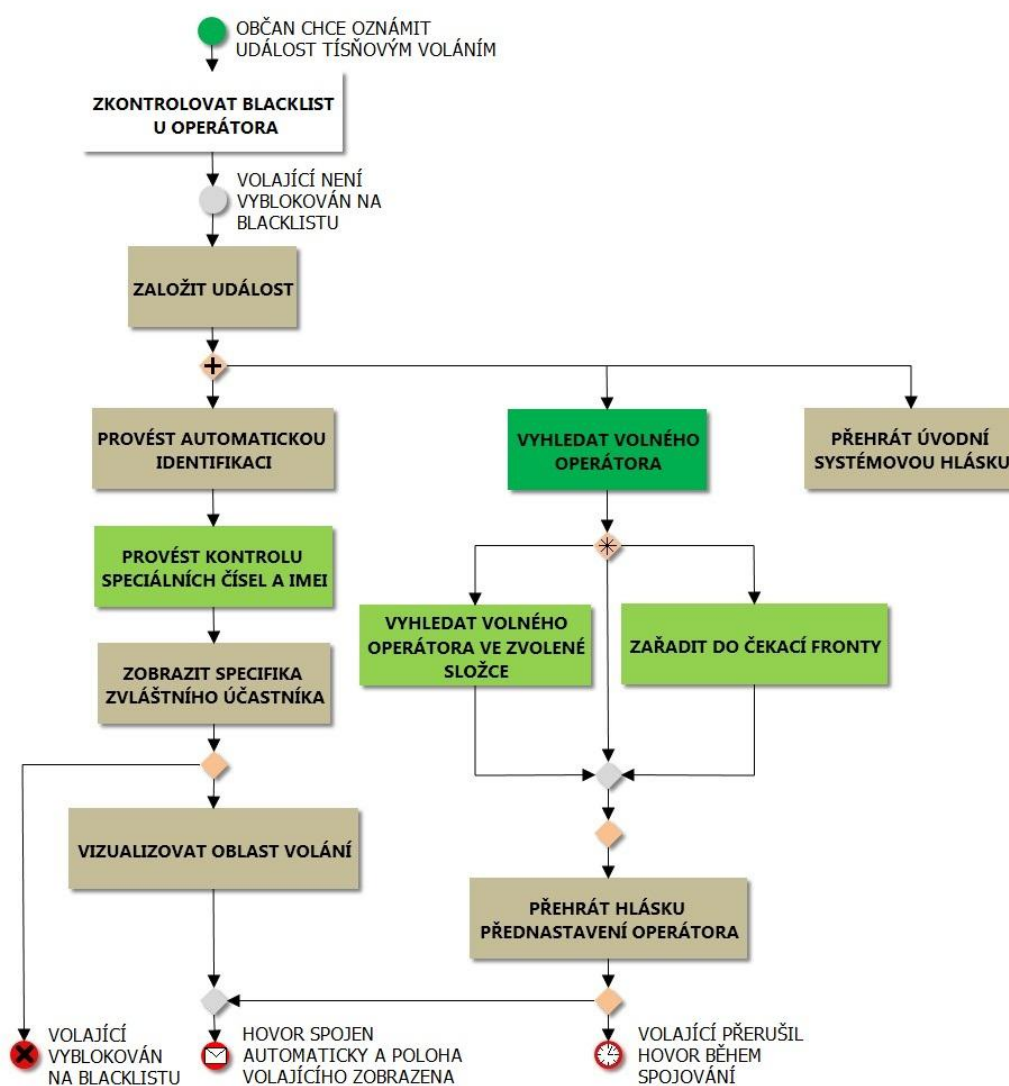 OBČAN CHCE OZNÁMIT
UDÁLOST TÍSŇOVÝM VOLÁNÍM
ZKONTROLOVAT BLACKLIST
U OPERÁTORA
VOLAJÍCÍ NENÍ
VYBLOKOVÁN NA
BLACKLISTU
ZALOŽIT UDÁLOST
PROVÉST AUTOMATICKOU
IDENTIFIKACI
VYHLEDAT VOLNÉHO
OPERÁTORA
PŘEHRÁT ÚVODNÍ
SYSTÉMOVOU HLÁSKU
PROVÉST KONTROLU
SPECIÁLNÍCH ČÍSEL A IMEI
VYHLEDAT VOLNÉHO
OPERÁTORA VE ZVOLENÉ
SLOŽCE
ZAŘADIT DO ČEKACÍ FRONTY
ZOBRAZIT SPECIFIKA
ZVLÁŠTNÍHO ÚČASTNÍKA
VIZUALIZOVAT OBLAST VOLÁNÍ
PŘEHRÁT HLÁSKU
PŘEDNASTAVENÍ OPERÁTORA
VOLAJÍCÍ
VYBLOKOVÁN
NA BLACKLISTU
HOVOR SPOJEN
AUTOMATICKY A POLOHA
VOLAJÍCÍHO ZOBRAZENA
VOLAJÍCÍ PŘERUŠIL
HOVOR BĚHEM
SPOJOVÁNÍ